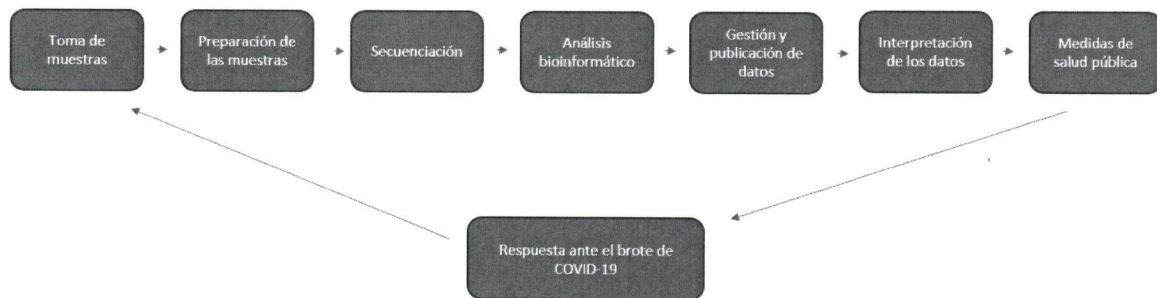 Toma de
muestras
Preparación de
las muestras
Secuenciación
Análisis
bioinformático
Gestión y
publicación de
datos
Interpretación
de los datos
Medidas de
salud pública
Respuesta ante el brote de
COVID-19